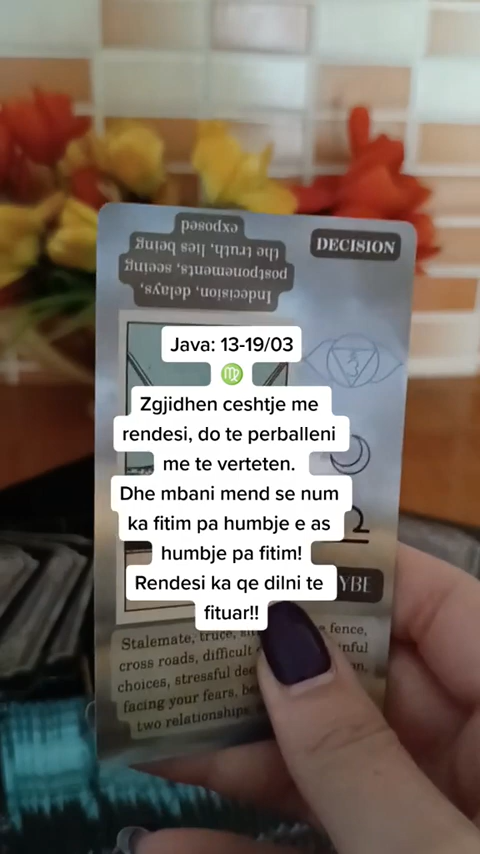 Indecision, delays,
postponements, seeing
the truth, lies being
exposed
DECISION
Java: 13-19/03
♍
Zgjidhen ceshtje me
rendesi, do te perballeni
me te verteten.
Dhe mbani mend se num
ka fitim pa humbje e as
humbje pa fitim!
Rendesi ka qe dilni te
fituar!!
Stalemate, truce, fence,
cross roads, difficult
choices, stressful
facing your fears,
two relationships